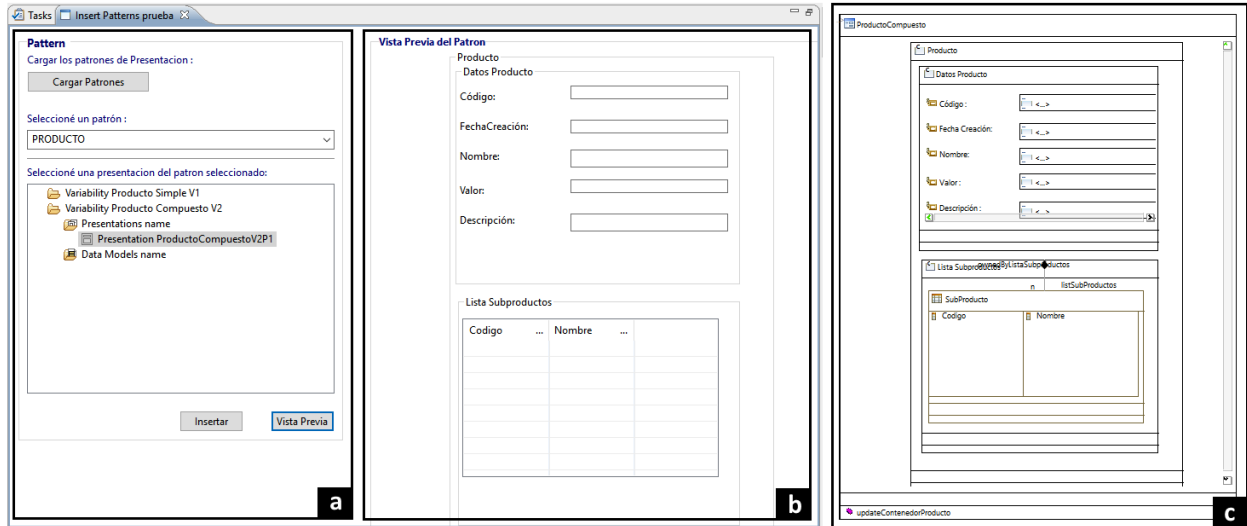 Tasks Insert Patterns prueba
Pattern
Cargar los patrones de Presentacion :
Cargar Patrones
Seleccioné un patrón :
PRODUCTO
Seleccioné una presentacion del patron seleccionado:
Variability Producto Simple V1
Variability Producto Compuesto V2
Presentations name
Presentation ProductoCompuestoV2P1
Data Models name
Insertar Vista Previa
a
Vista Previa del Patron
Producto
Datos Producto
Código:
FechaCreación:
Nombre:
Valor:
Descripción:
Lista Subproductos
Codigo ... Nombre ...
b
ProductoCompuesto
Producto
Datos Producto
Código : <...>
Fecha Creación: <...>
Nombre: <...>
Valor : <...>
Descripción : <...>
Lista Subproductos
n listSubProductos
SubProducto
Codigo Nombre
updateContenedorProducto
c